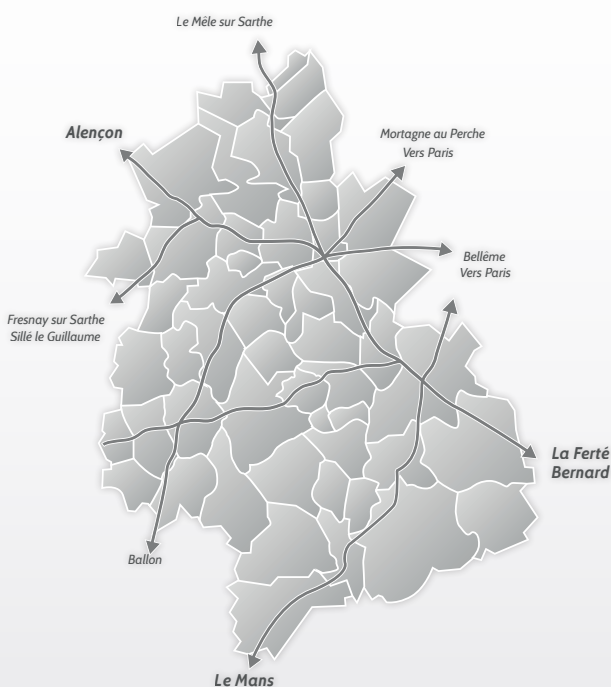 Le Mêle sur Sarthe
Alençon
Mortagne au Perche
Vers Paris
Bellême
Vers Paris
Fresnay sur Sarthe
Sillé le Guillaume
La Ferté
Bernard
Ballon
Le Mans